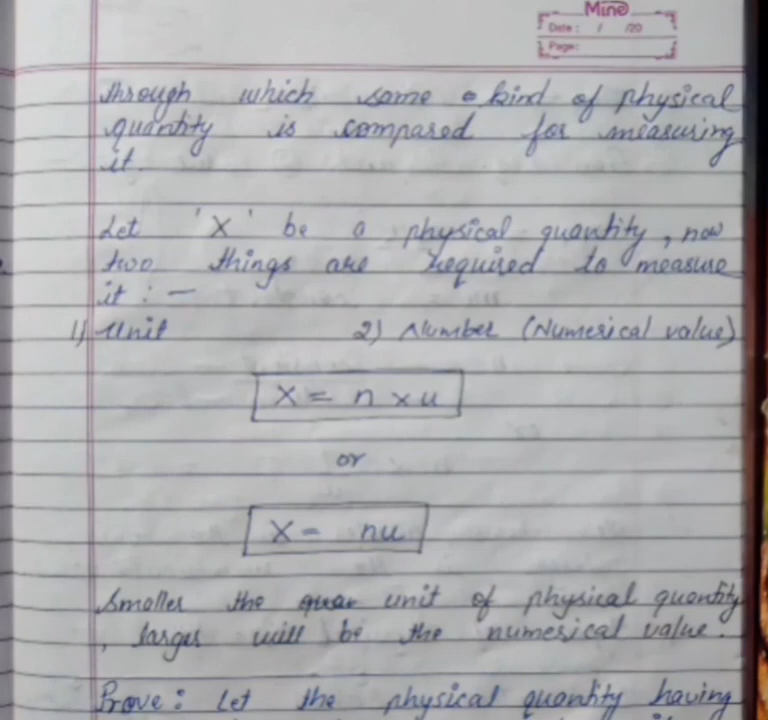 Mine
Date : / /20
Page:
through which same kind of physical
quantity is compared for measuring
it.
Let 'X' be a physical quantity, now
two things are required to measure
it : —
1) Unit 2) Number (Numerical value)
X = n x u
or
X = nu
Smaller the unit of physical quantity
, larger will be the numerical value.
Prove : Let the physical quantity having